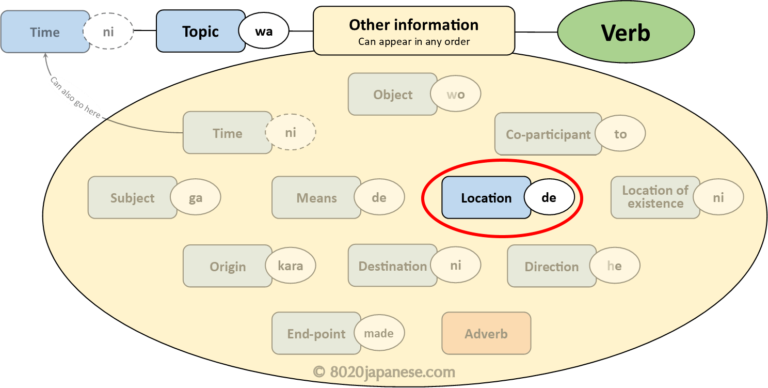 Time ni Topic wa Other information Verb
Can appear in any order
Can also go here
Object wo
Time ni Co-participant to
Subject ga Means de Location de Location of
existence ni
Origin kara Destination ni Direction he
End-point made Adverb
© 8020japanese.com